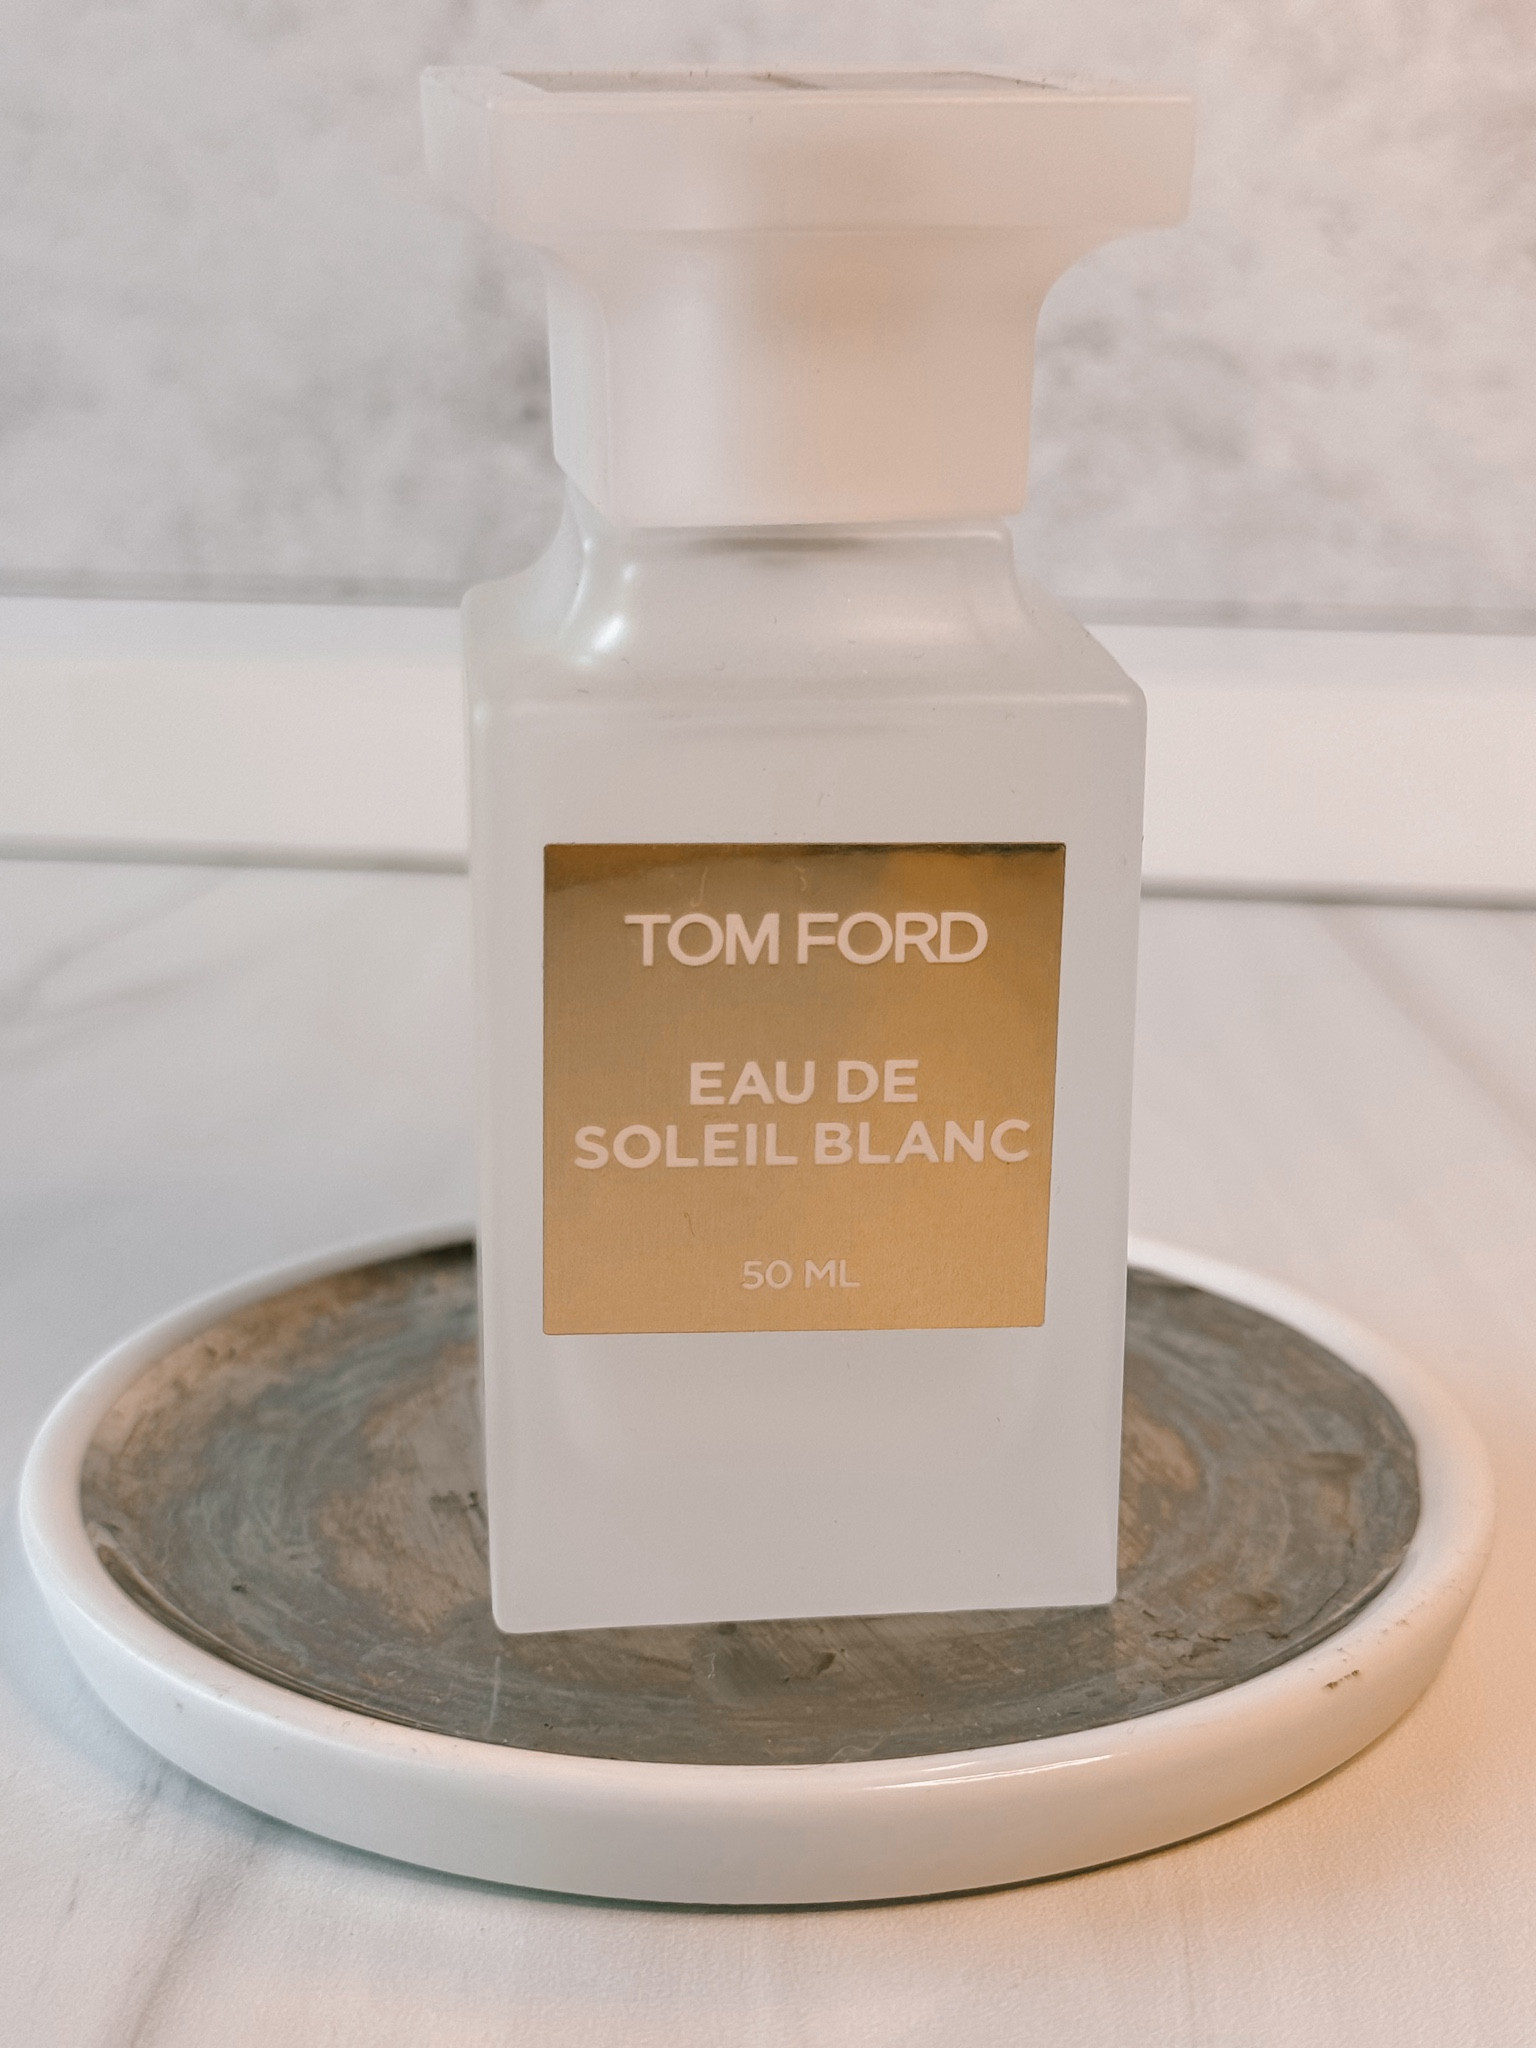 TOM FORD
EAU DE
SOLEIL BLANC
50 ML